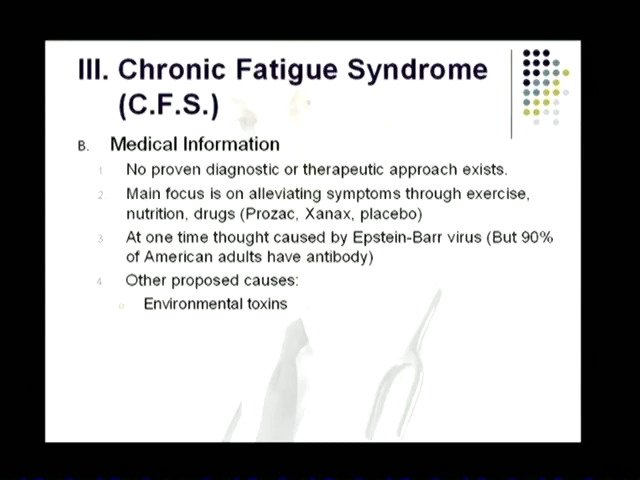 III. Chronic Fatigue Syndrome
(C.F.S.)
B. Medical Information
1 No proven diagnostic or therapeutic approach exists.
2 Main focus is on alleviating symptoms through exercise,
nutrition, drugs (Prozac, Xanax, placebo)
3 At one time thought caused by Epstein-Barr virus (But 90%
of American adults have antibody)
4 Other proposed causes:
a Environmental toxins